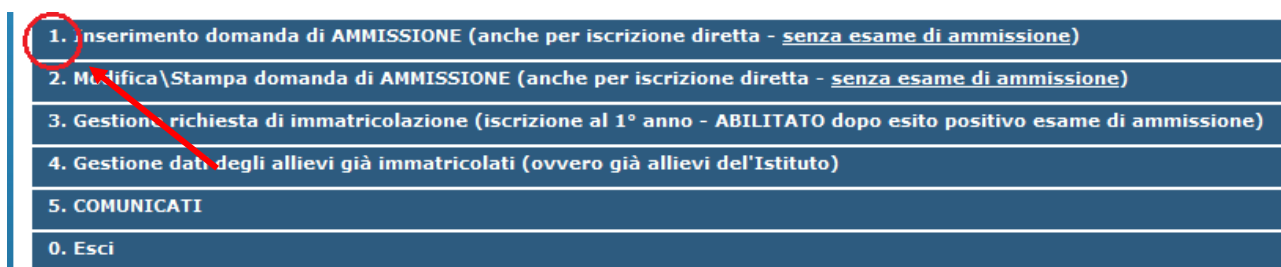 1. Inserimento domanda di AMMISSIONE (anche per iscrizione diretta - senza esame di ammissione)
2. Modifica\Stampa domanda di AMMISSIONE (anche per iscrizione diretta - senza esame di ammissione)
3. Gestione richiesta di immatricolazione (iscrizione al 1° anno - ABILITATO dopo esito positivo esame di ammissione)
4. Gestione dati degli allievi già immatricolati (ovvero già allievi del'Istituto)
5. COMUNICATI
0. Esci